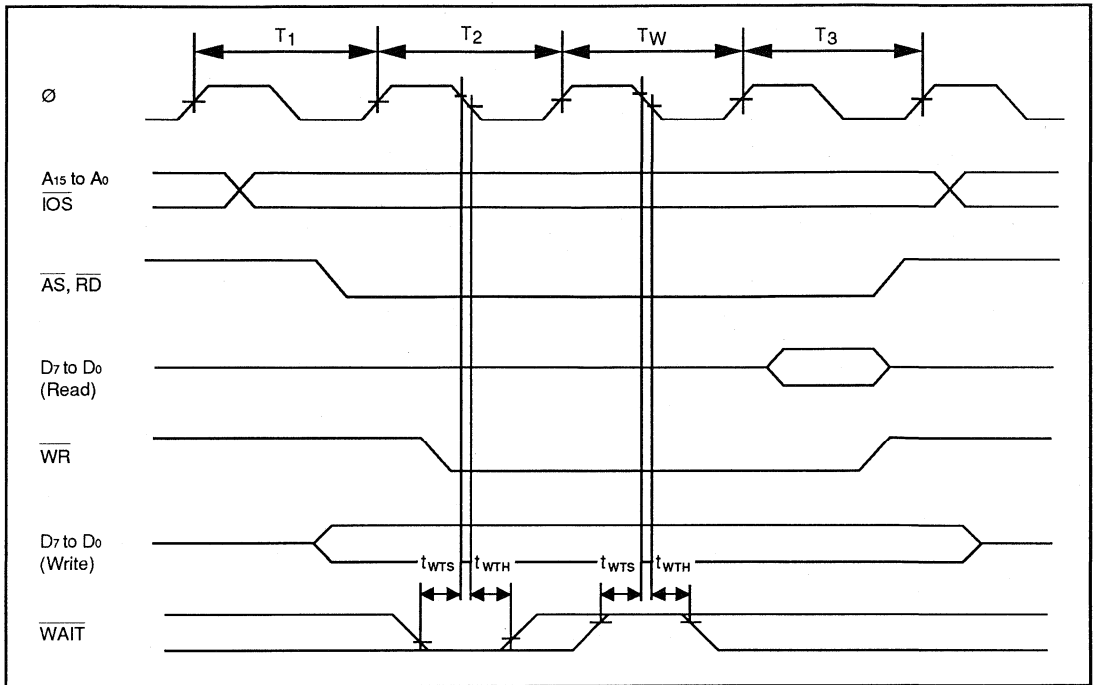 T1 T2 TW T3
Ø
A15 to A0
IOS
AS, RD
D7 to D0
(Read)
WR
D7 to D0
(Write)
tWTS tWTH tWTS tWTH
WAIT